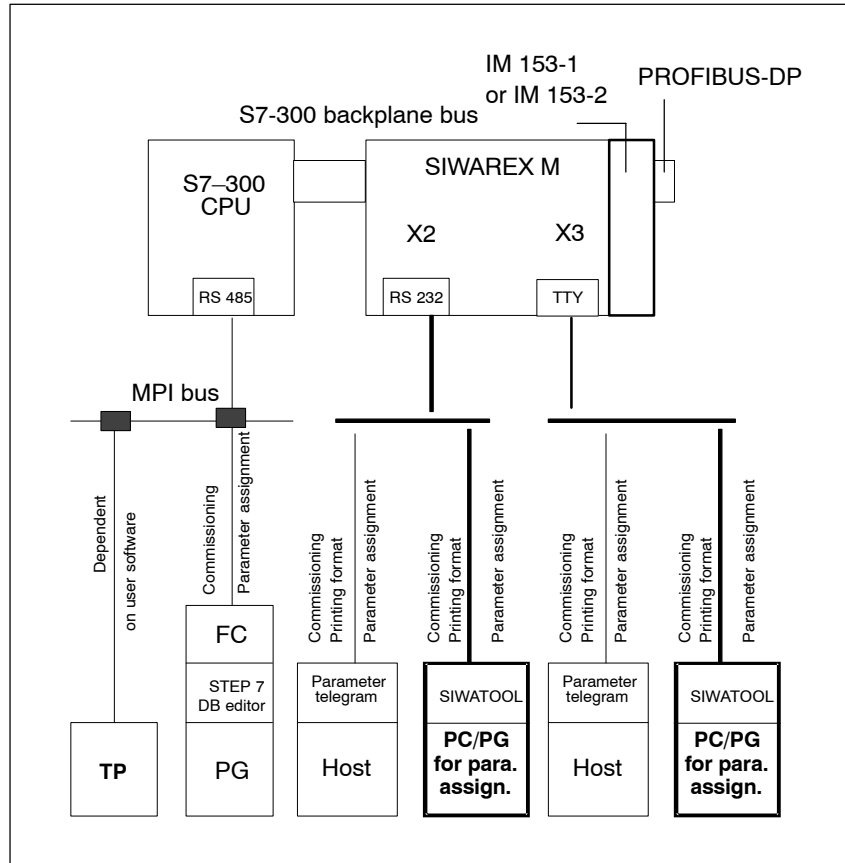 IM 153-1
or IM 153-2
PROFIBUS-DP
S7-300 backplane bus
S7–300
CPU
SIWAREX M
X2
X3
RS 485
RS 232
TTY
MPI bus
Dependent
on user software
Commissioning
Parameter assignment
Commissioning
Printing format
Parameter assignment
Commissioning
Printing format
Parameter assignment
Commissioning
Printing format
Parameter assignment
Commissioning
Printing format
Parameter assignment
FC
STEP 7
DB editor
PG
TP
Parameter
telegram
Host
SIWATOOL
PC/PG
for para.
assign.
Parameter
telegram
Host
SIWATOOL
PC/PG
for para.
assign.